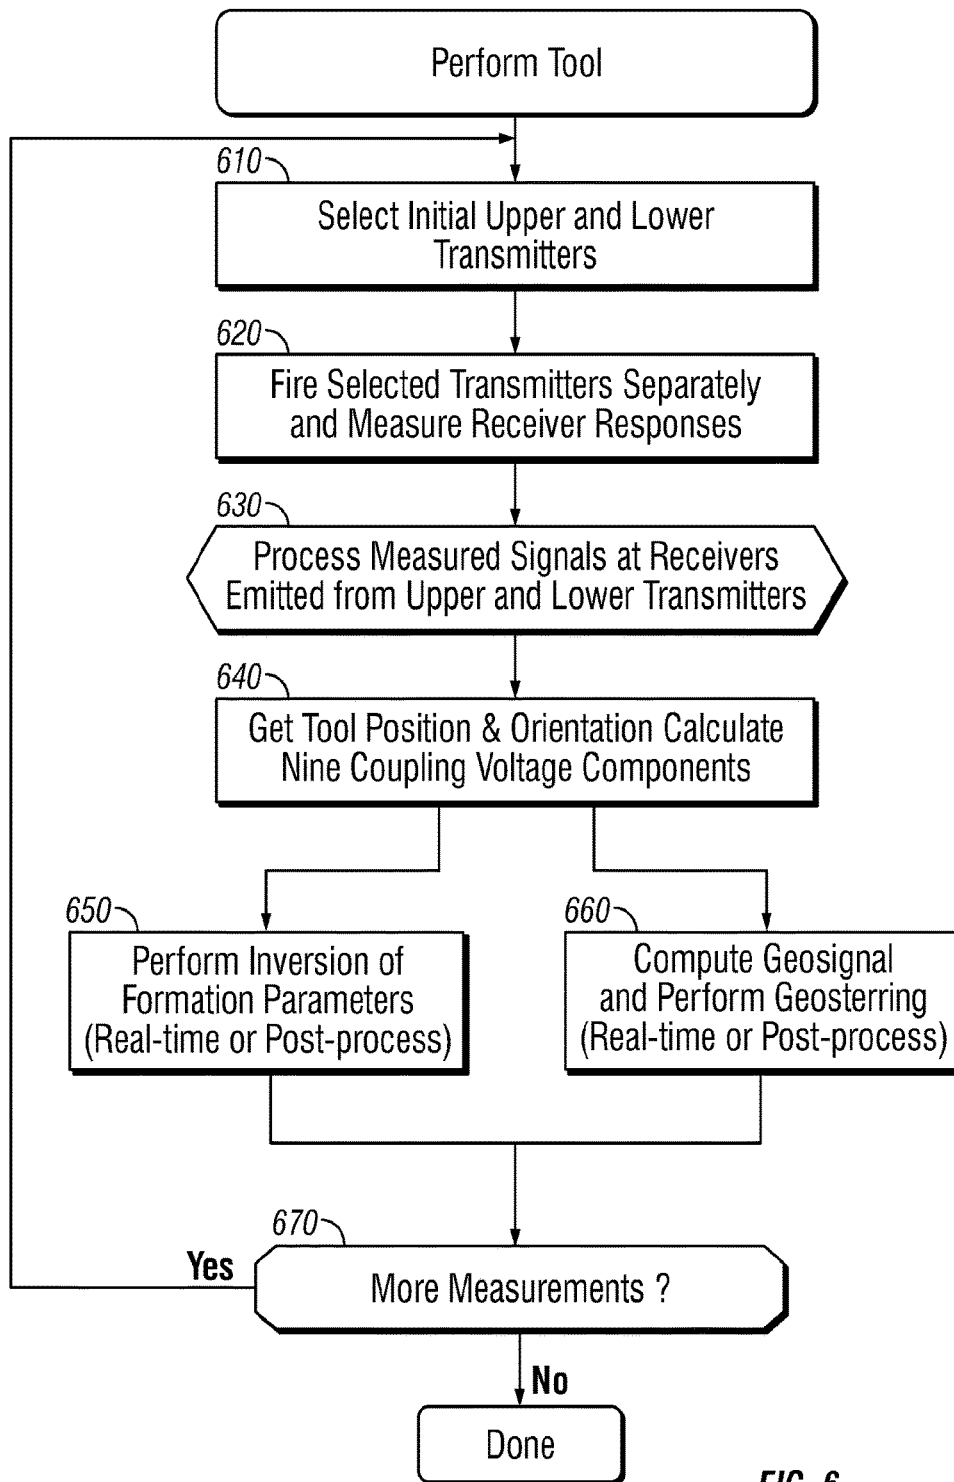 Perform Tool
610
Select Initial Upper and Lower
Transmitters
620
Fire Selected Transmitters Separately
and Measure Receiver Responses
630
Process Measured Signals at Receivers
Emitted from Upper and Lower Transmitters
640
Get Tool Position & Orientation Calculate
Nine Coupling Voltage Components
650
Perform Inversion of
Formation Parameters
(Real-time or Post-process)
660
Compute Geosignal
and Perform Geosterring
(Real-time or Post-process)
670
Yes
More Measurements ?
No
Done
FIG. 6